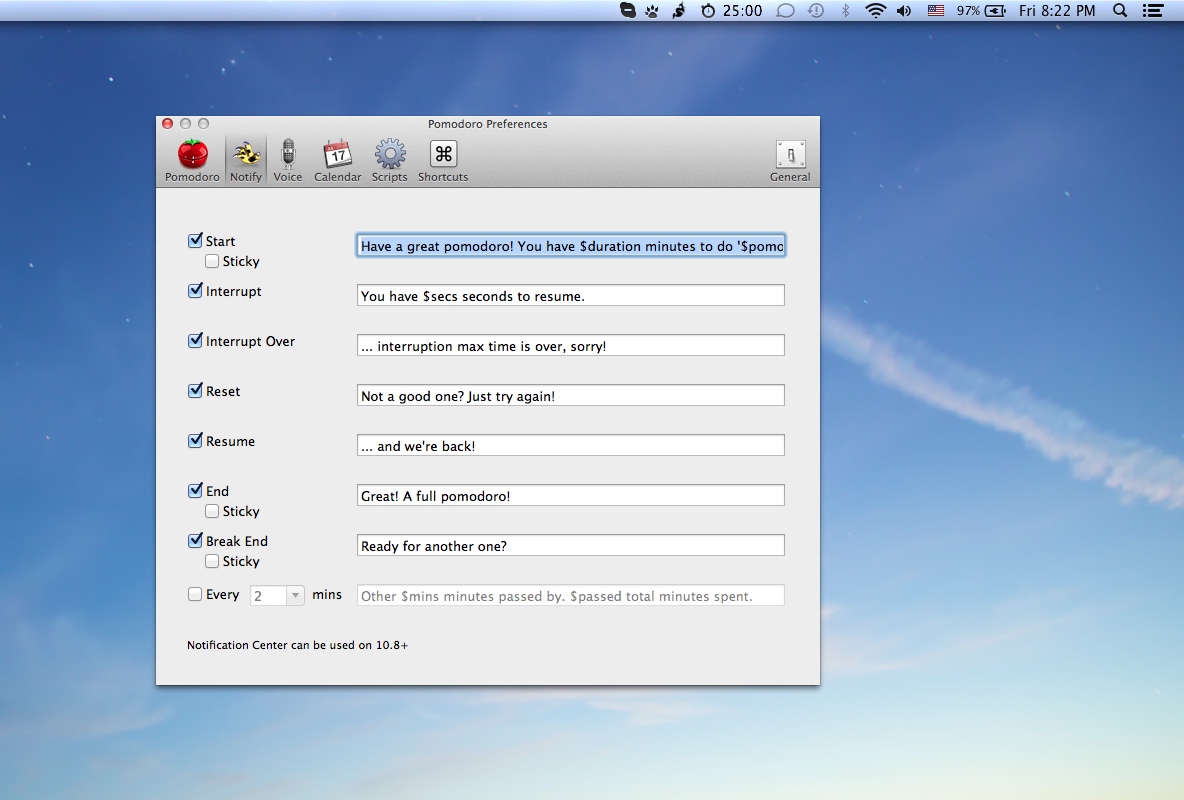 25:00 97% Fri 8:22 PM
Pomodoro Preferences
17
Pomodoro Notify Voice Calendar Scripts Shortcuts General
Start Have a great pomodoro! You have $duration minutes to do '$pomo
Sticky
Interrupt You have $secs seconds to resume.
Interrupt Over ... interruption max time is over, sorry!
Reset Not a good one? Just try again!
Resume ... and we're back!
End Great! A full pomodoro!
Sticky
Break End Ready for another one?
Sticky
Every 2 mins Other $mins minutes passed by. $passed total minutes spent.
Notification Center can be used on 10.8+